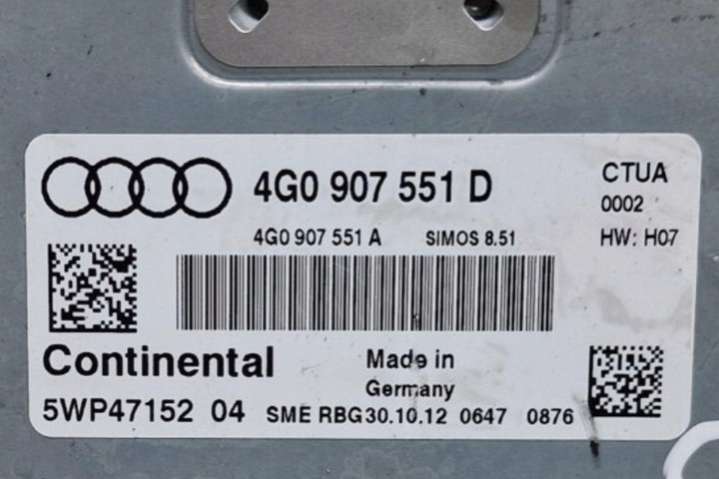 4G0 907 551 D
CTUA
0002
4G0 907 551 A SIMOS 8.51 HW: H07
Continental
Made in
Germany
5WP47152 04 SME RBG30.10.12 0647 0876